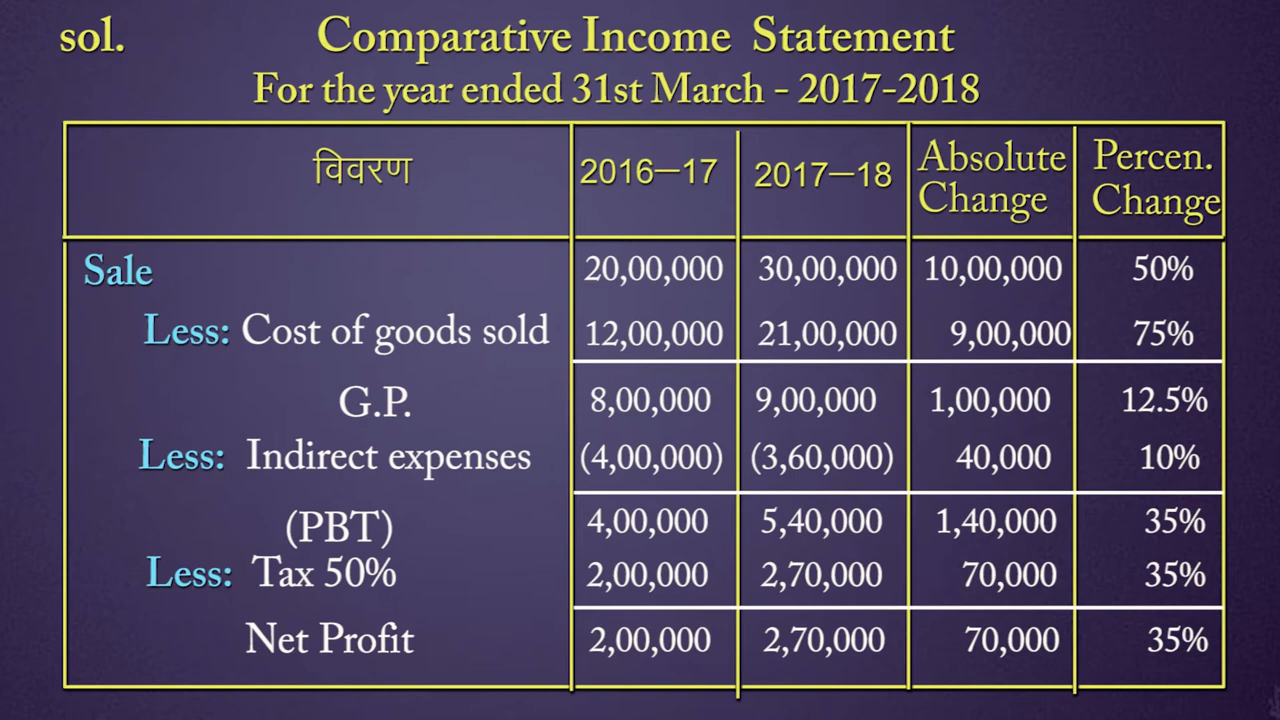 sol. Comparative Income Statement
For the year ended 31st March - 2017-2018
विवरण 2016–17 2017–18 Absolute Change Percen. Change
Sale 20,00,000 30,00,000 10,00,000 50%
Less: Cost of goods sold 12,00,000 21,00,000 9,00,000 75%
G.P. 8,00,000 9,00,000 1,00,000 12.5%
Less: Indirect expenses (4,00,000) (3,60,000) 40,000 10%
(PBT) 4,00,000 5,40,000 1,40,000 35%
Less: Tax 50% 2,00,000 2,70,000 70,000 35%
Net Profit 2,00,000 2,70,000 70,000 35%